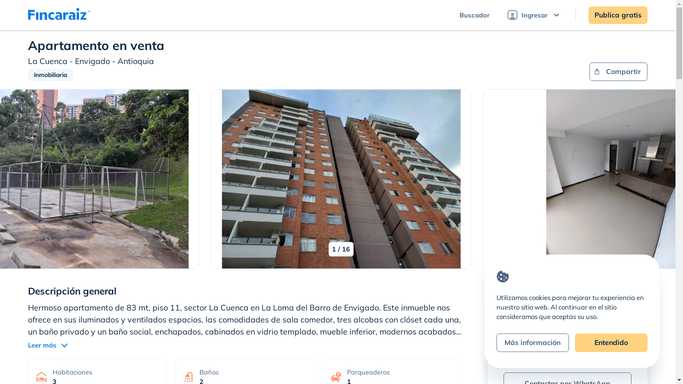 Fincaraiz
Buscador
Ingresar
Publica gratis
Apartamento en venta
La Cuenca - Envigado - Antioquia
Inmobiliaria
Compartir
1 / 16
Descripción general
Hermoso apartamento de 83 mt, piso 11, sector La Cuenca en La Loma del Barro de Envigado. Este inmueble nos
ofrece en sus iluminados y ventilados espacios, las comodidades de sala comedor, tres alcobas con clóset cada una,
un baño privado y un baño social, enchapados, cabinados en vidrio templado, mueble inferior, modernos acabados...
Leer más
Habitaciones
3
Baños
2
Parqueaderos
1
Utilizamos cookies para mejorar tu experiencia en
nuestro sitio web. Al continuar en el sitio
consideramos que aceptas su uso.
Más información
Entendido
Contactar por WhatsApp